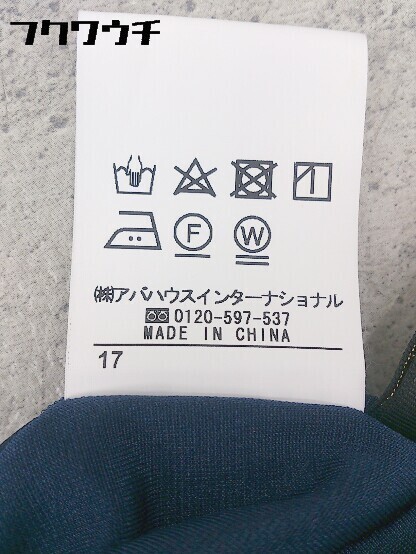 フクワウチ
F
W
㈱アバハウスインターナショナル
0120-597-537
MADE IN CHINA
17